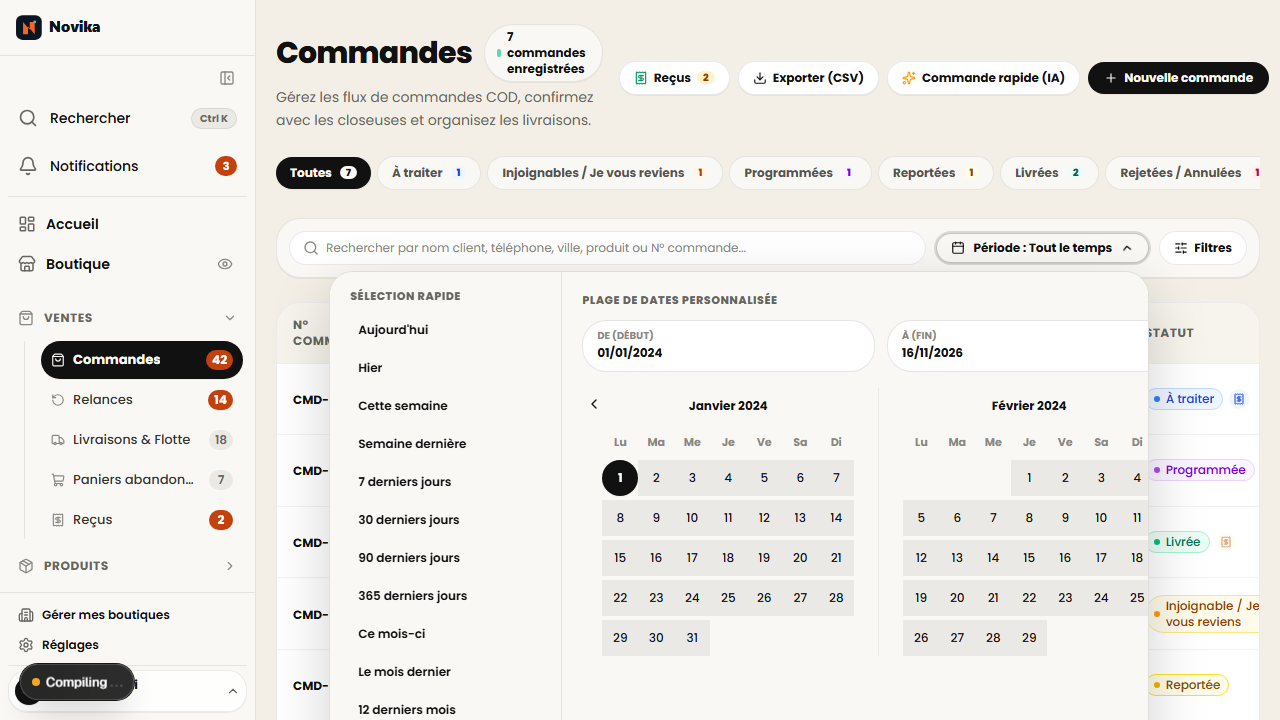 Novika
Rechercher
Ctrl K
Notifications
3
Accueil
Boutique
VENTES
Commandes
42
Relances
14
Livraisons & Flotte
18
Paniers abandon...
7
Reçus
2
PRODUITS
Gérer mes boutiques
Réglages
Compiling...
Commandes
7
commandes
enregistrées
Gérez les flux de commandes COD, confirmez
avec les closeuses et organisez les livraisons.
Reçus 2
Exporter (CSV)
Commande rapide (IA)
Nouvelle commande
Toutes 7
À traiter 1
Injoignables / Je vous reviens 1
Programmées 1
Reportées 1
Livrées 2
Rejetées / Annulées 1
Rechercher par nom client, téléphone, ville, produit ou N° commande...
Période : Tout le temps
Filtres
N°
COMM
STATUT
CMD-
À traiter
CMD-
Programmée
CMD-
Livrée
CMD-
Injoignable / Je
vous reviens
CMD-
Reportée
SÉLECTION RAPIDE
Aujourd'hui
Hier
Cette semaine
Semaine dernière
7 derniers jours
30 derniers jours
90 derniers jours
365 derniers jours
Ce mois-ci
Le mois dernier
12 derniers mois
PLAGE DE DATES PERSONNALISÉE
DE (DÉBUT)
01/01/2024
À (FIN)
16/11/2026
Janvier 2024
Lu Ma Me Je Ve Sa Di
1 2 3 4 5 6 7
8 9 10 11 12 13 14
15 16 17 18 19 20 21
22 23 24 25 26 27 28
29 30 31
Février 2024
Lu Ma Me Je Ve Sa Di
1 2 3 4
5 6 7 8 9 10 11
12 13 14 15 16 17 18
19 20 21 22 23 24 25
26 27 28 29